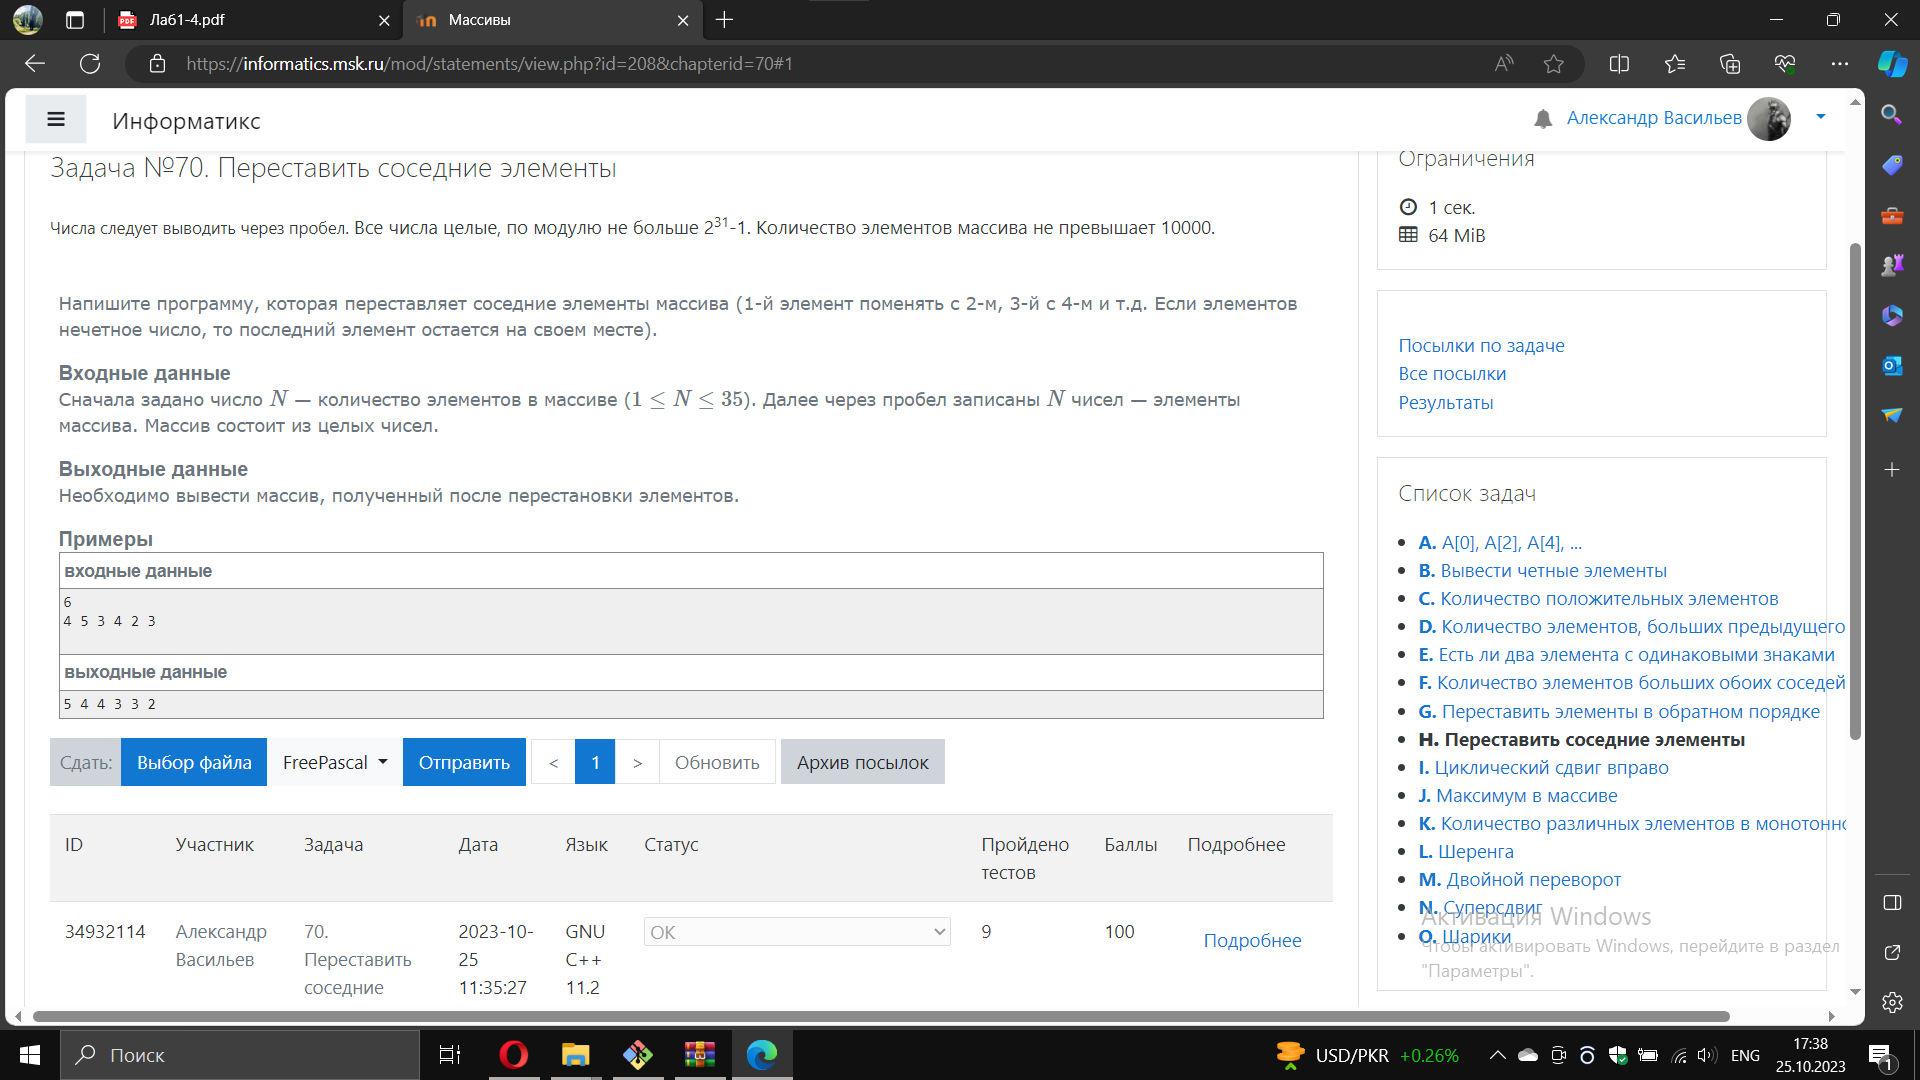 Лаб1-4.pdf
Массивы
https://informatics.msk.ru/mod/statements/view.php?id=208&chapterid=70#1
Информатикс
Александр Васильев
Задача №70. Переставить соседние элементы
Числа следует выводить через пробел. Все числа целые, по модулю не больше 2^31-1. Количество элементов массива не превышает 10000.
Напишите программу, которая переставляет соседние элементы массива (1-й элемент поменять с 2-м, 3-й с 4-м и т.д. Если элементов
нечетное число, то последний элемент остается на своем месте).
Входные данные
Сначала задано число N — количество элементов в массиве (1 ≤ N ≤ 35). Далее через пробел записаны N чисел — элементы
массива. Массив состоит из целых чисел.
Выходные данные
Необходимо вывести массив, полученный после перестановки элементов.
Примеры
входные данные
6
4 5 3 4 2 3
выходные данные
5 4 4 3 3 2
Сдать: Выбор файла FreePascal Отправить < 1 > Обновить Архив посылок
ID Участник Задача Дата Язык Статус Пройдено Баллы Подробнее
тестов
34932114 Александр 70. 2023-10- GNU OK 9 100 Подробнее
Васильев Переставить 25 C++
соседние 11:35:27 11.2
Ограничения
1 сек.
64 MiB
Посылки по задаче
Все посылки
Результаты
Список задач
A. A[0], A[2], A[4], ...
B. Вывести четные элементы
C. Количество положительных элементов
D. Количество элементов, больших предыдущего
E. Есть ли два элемента с одинаковыми знаками
F. Количество элементов больших обоих соседей
G. Переставить элементы в обратном порядке
H. Переставить соседние элементы
I. Циклический сдвиг вправо
J. Максимум в массиве
K. Количество различных элементов в монотонно
L. Шеренга
M. Двойной переворот
N. Суперсдвиг
O. Шарики
Активация Windows
Чтобы активировать Windows, перейдите в раздел
"Параметры".
Поиск
USD/PKR +0.26%
ENG
17:38
25.10.2023
1